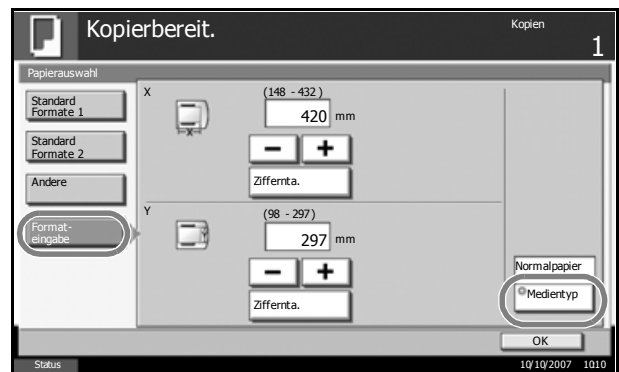 Kopierbereit.
Kopien
1
Papierauswahl
Standard
Formate 1
Standard
Formate 2
Andere
Format-
eingabe
X
(148 - 432)
420 mm
X
− +
Ziffernta.
Y
(98 - 297)
297 mm
Y
− +
Ziffernta.
Normalpapier
Medientyp
OK
Status
10/10/2007 1010